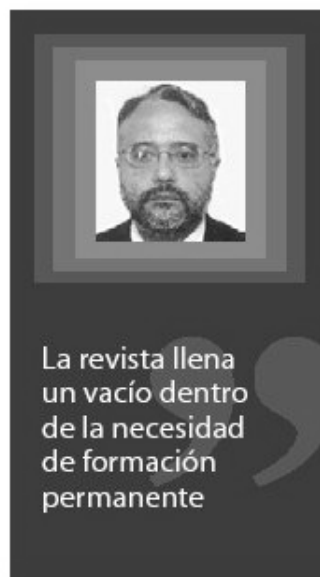 La revista llena
un vacío dentro
de la necesidad
de formación
permanente